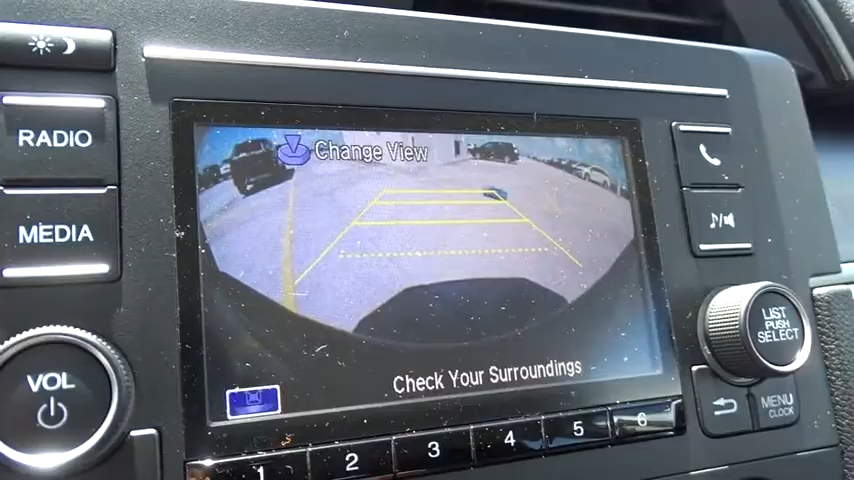 RADIO
MEDIA
VOL
Change View
Check Your Surroundings
1 2 3 4 5 6
LIST
PUSH
SELECT
MENU
CLOCK